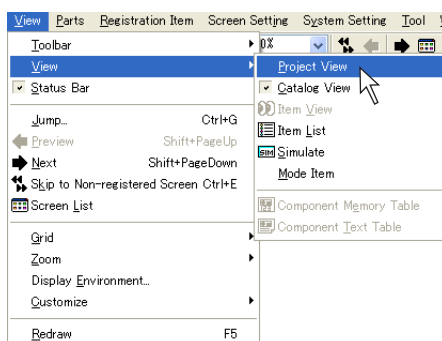 View Parts Registration Item Screen Setting System Setting Tool
Toolbar
0%
View
Project View
Status Bar
Catalog View
Item View
Jump... Ctrl+G
Item List
Preview Shift+PageUp
SIM Simulate
Next Shift+PageDown
Mode Item
Skip to Non-registered Screen Ctrl+E
Screen List
Component Memory Table
Component Text Table
Grid
Zoom
Display Environment...
Customize
Redraw F5